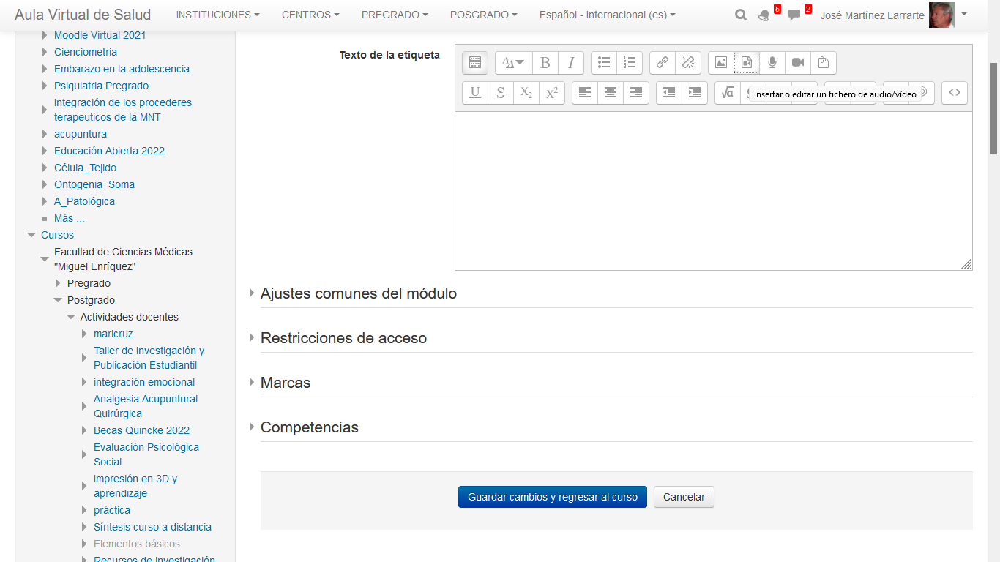 Aula Virtual de Salud INSTITUCIONES CENTROS PREGRADO POSGRADO Español - Internacional (es) 5 2 José Martínez Larrarte
Moodle Virtual 2021
Cienciometria
Embarazo en la adolescencia
Psiquiatria Pregrado
Integración de los procederes
terapeuticos de la MNT
acupuntura
Educación Abierta 2022
Célula_Tejido
Ontogenia_Soma
A_Patológica
Más ...
Cursos
Facultad de Ciencias Médicas
"Miguel Enríquez"
Pregrado
Postgrado
Actividades docentes
maricruz
Taller de Investigación y
Publicación Estudiantil
integración emocional
Analgesia Acupuntural
Quirúrgica
Becas Quincke 2022
Evaluación Psicológica
Social
Impresión en 3D y
aprendizaje
práctica
Síntesis curso a distancia
Elementos básicos
Recursos de investigación
Texto de la etiqueta
Insertar o editar un fichero de audio/vídeo
Ajustes comunes del módulo
Restricciones de acceso
Marcas
Competencias
Guardar cambios y regresar al curso Cancelar